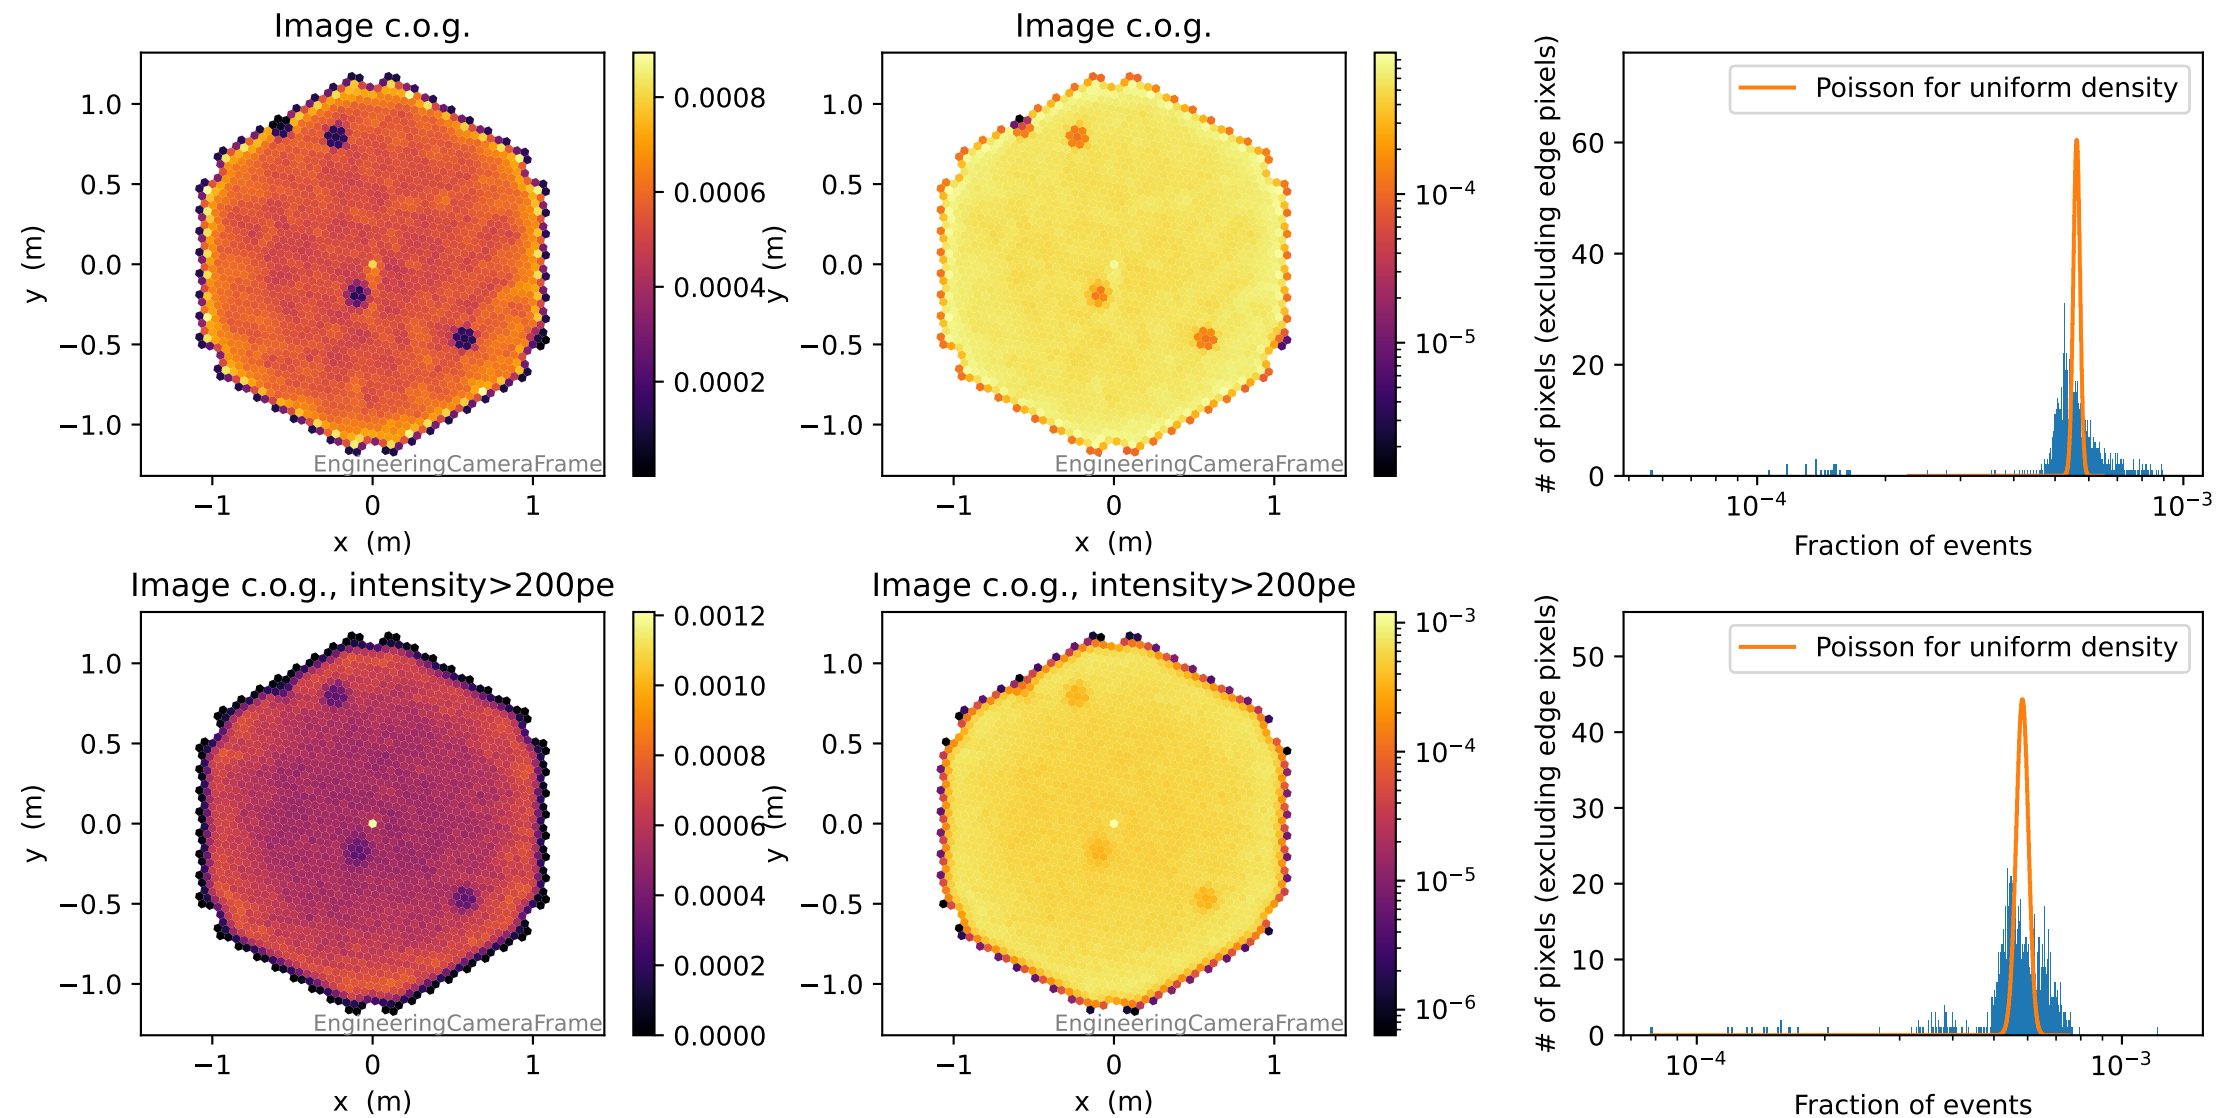 Image c.o.g.
1.0
0.5
0.0
−0.5
−1.0
y (m)
−1 0 1
x (m)
EngineeringCameraFrame
0.0008
0.0006
0.0004
0.0002
Image c.o.g.
1.0
0.5
0.0
−0.5
−1.0
y (m)
−1 0 1
x (m)
EngineeringCameraFrame
10⁻⁴
10⁻⁵
Poisson for uniform density
# of pixels (excluding edge pixels)
60
40
20
0
10⁻⁴ 10⁻³
Fraction of events
Image c.o.g., intensity>200pe
1.0
0.5
0.0
−0.5
−1.0
y (m)
−1 0 1
x (m)
EngineeringCameraFrame
0.0012
0.0010
0.0008
0.0006
0.0004
0.0002
0.0000
Image c.o.g., intensity>200pe
1.0
0.5
0.0
−0.5
−1.0
y (m)
−1 0 1
x (m)
EngineeringCameraFrame
10⁻³
10⁻⁴
10⁻⁵
10⁻⁶
Poisson for uniform density
# of pixels (excluding edge pixels)
50
40
30
20
10
0
10⁻⁴ 10⁻³
Fraction of events